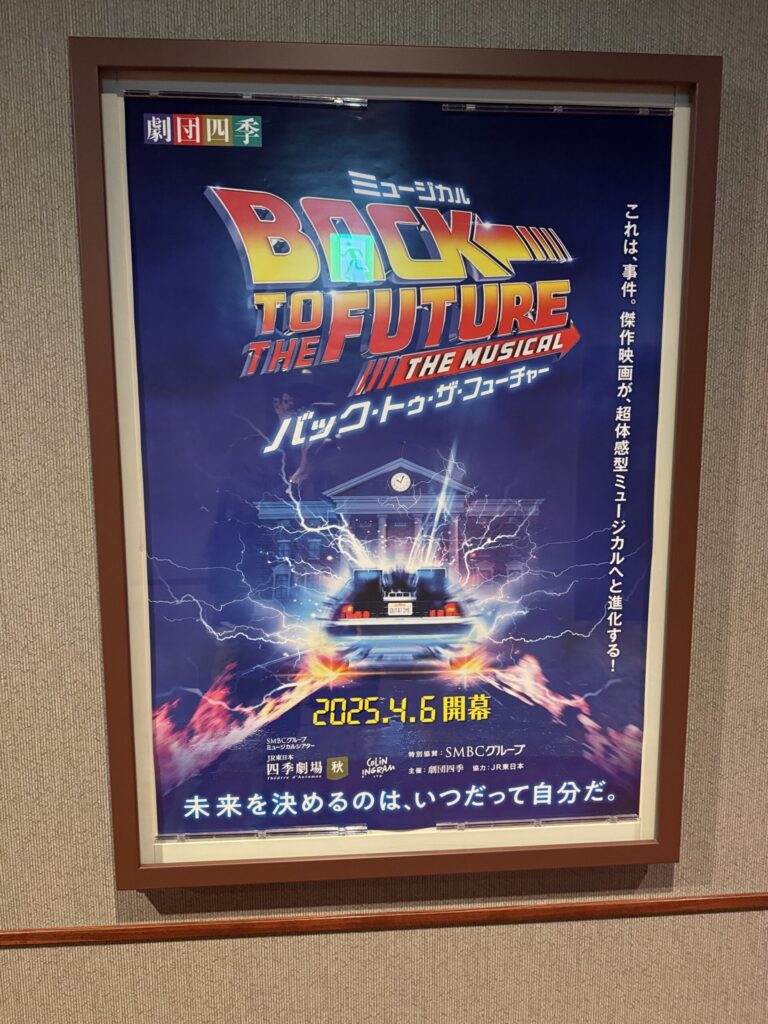 劇団四季
ミュージカル
BACK
TO THE FUTURE
THE MUSICAL
バック・トゥ・ザ・フューチャー
これは、事件。傑作映画が、超体感型ミュージカルへと進化する!
OUTATIME
2025.4.6 開幕
SMBCグループ
ミュージカルシアター
JR東日本
四季劇場 秋
Théâtre d'Automne
COLIN
INGRAM
LTD
特別協賛:SMBCグループ
主催:劇団四季 協力:JR東日本
未来を決めるのは、いつだって自分だ。